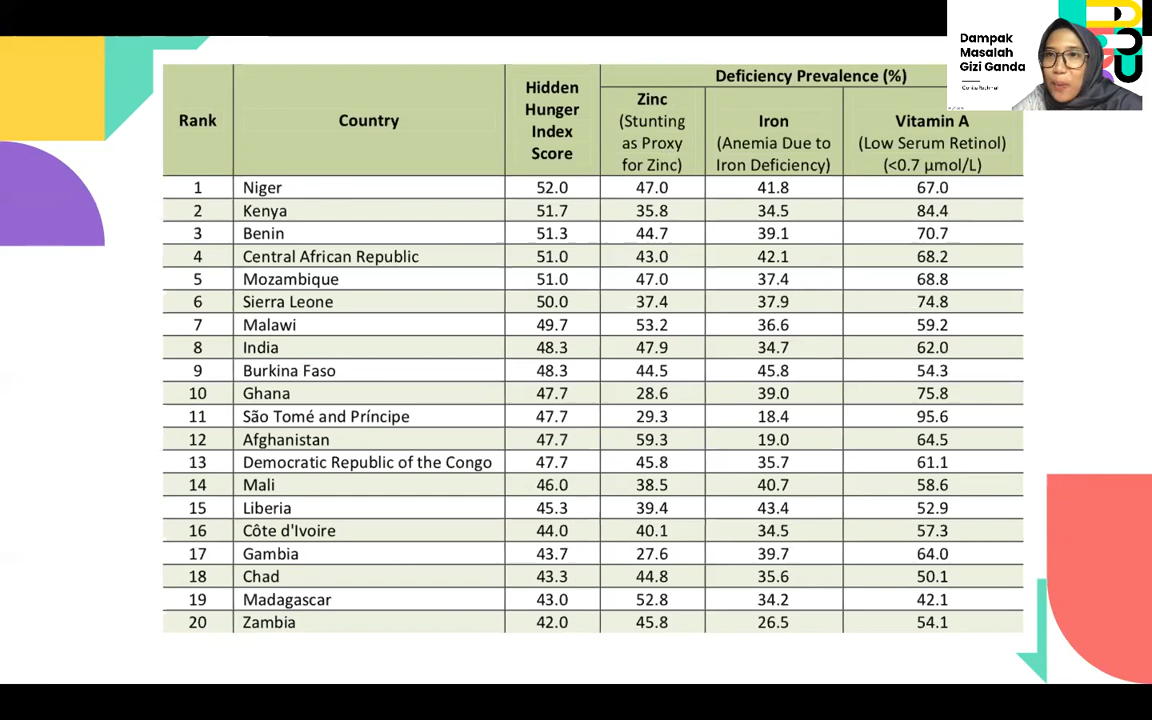 Dampak
Masalah
Gizi Ganda
Deficiency Prevalence (%)
Rank
Country
Hidden
Hunger
Index
Score
Zinc
(Stunting
as Proxy
for Zinc)
Iron
(Anemia Due to
Iron Deficiency)
Vitamin A
(Low Serum Retinol)
(<0.7 µmol/L)
1 Niger 52.0 47.0 41.8 67.0
2 Kenya 51.7 35.8 34.5 84.4
3 Benin 51.3 44.7 39.1 70.7
4 Central African Republic 51.0 43.0 42.1 68.2
5 Mozambique 51.0 47.0 37.4 68.8
6 Sierra Leone 50.0 37.4 37.9 74.8
7 Malawi 49.7 53.2 36.6 59.2
8 India 48.3 47.9 34.7 62.0
9 Burkina Faso 48.3 44.5 45.8 54.3
10 Ghana 47.7 28.6 39.0 75.8
11 São Tomé and Príncipe 47.7 29.3 18.4 95.6
12 Afghanistan 47.7 59.3 19.0 64.5
13 Democratic Republic of the Congo 47.7 45.8 35.7 61.1
14 Mali 46.0 38.5 40.7 58.6
15 Liberia 45.3 39.4 43.4 52.9
16 Côte d'Ivoire 44.0 40.1 34.5 57.3
17 Gambia 43.7 27.6 39.7 64.0
18 Chad 43.3 44.8 35.6 50.1
19 Madagascar 43.0 52.8 34.2 42.1
20 Zambia 42.0 45.8 26.5 54.1